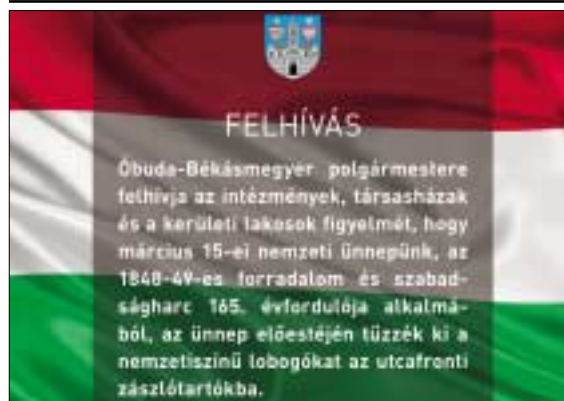 FELHÍVÁS
Óbuda-Békásmegyer polgármestere
felhívja az intézmények, társasházak
és a kerületi lakosok figyelmét, hogy
március 15-ei nemzeti ünnepünk, az
1848-49-es forradalom és szabad-
ságharc 165. évfordulója alkalmá-
ból, az ünnep előestéjén tűzzék ki a
nemzetiszínű lobogókat az utcafronti
zászlótartókba.